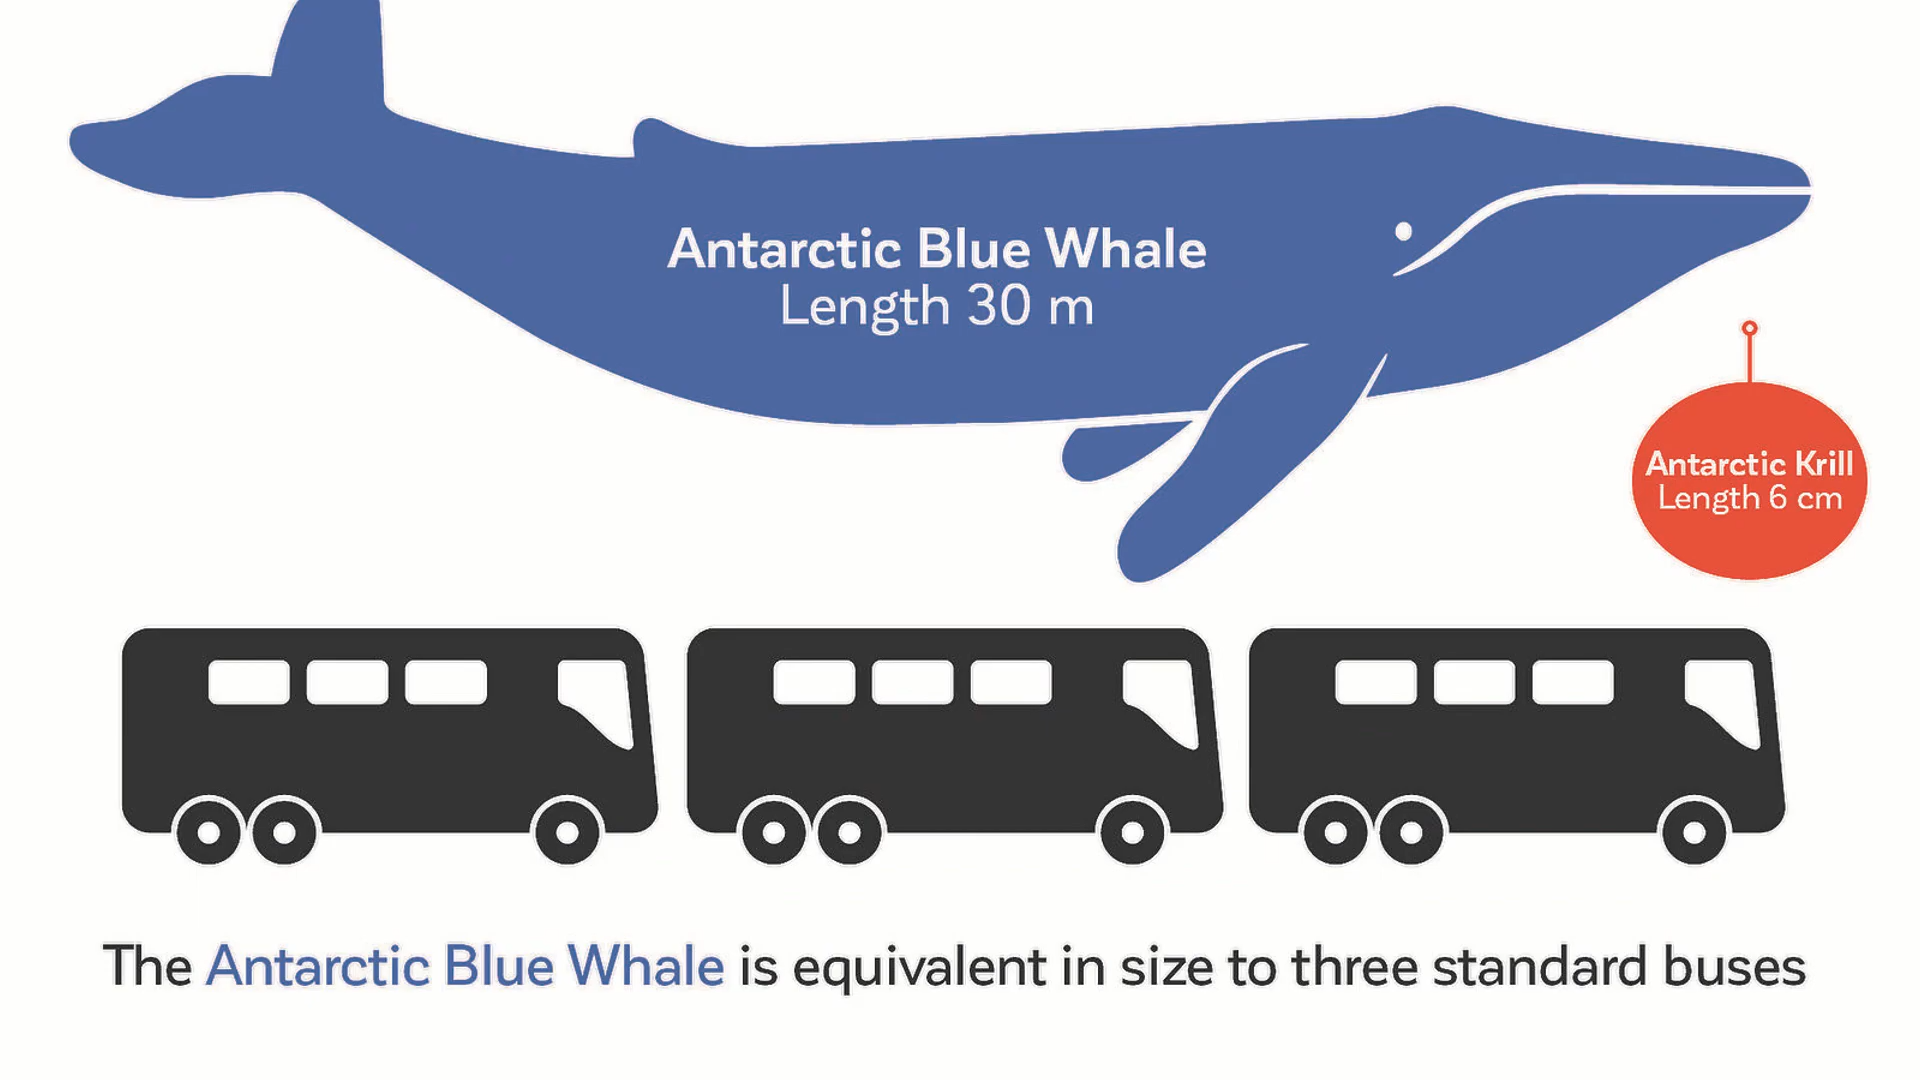 Antarctic Blue Whale
Length 30 m
Antarctic Krill
Length 6 cm
The Antarctic Blue Whale is equivalent in size to three standard buses